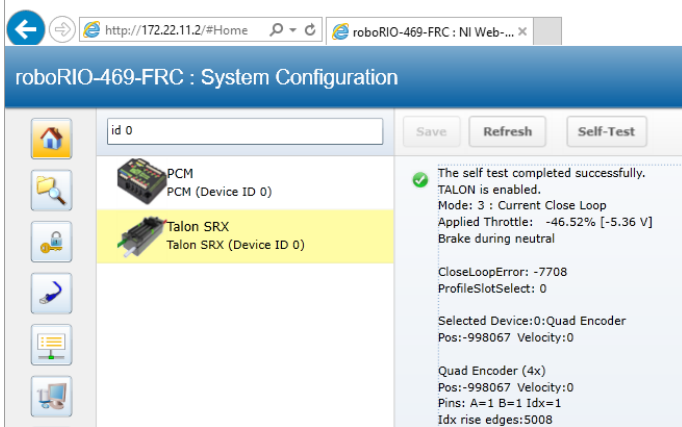 http://172.22.11.2/#Home
roboRIO-469-FRC : NI Web-...
roboRIO-469-FRC : System Configuration
id 0
Save
Refresh
Self-Test
PCM
PCM (Device ID 0)
Talon SRX
Talon SRX (Device ID 0)
The self test completed successfully.
TALON is enabled.
Mode: 3 : Current Close Loop
Applied Throttle: -46.52% [-5.36 V]
Brake during neutral
CloseLoopError: -7708
ProfileSlotSelect: 0
Selected Device:0:Quad Encoder
Pos:-998067 Velocity:0
Quad Encoder (4x)
Pos:-998067 Velocity:0
Pins: A=1 B=1 Idx=1
Idx rise edges:5008